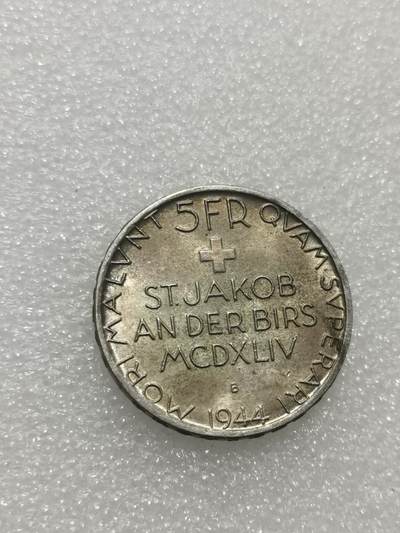 MORI MALVNT 5FR QVAM·SVPERARI
ST. JAKOB
AN DER BIRS
MCDXLIV
B
1944